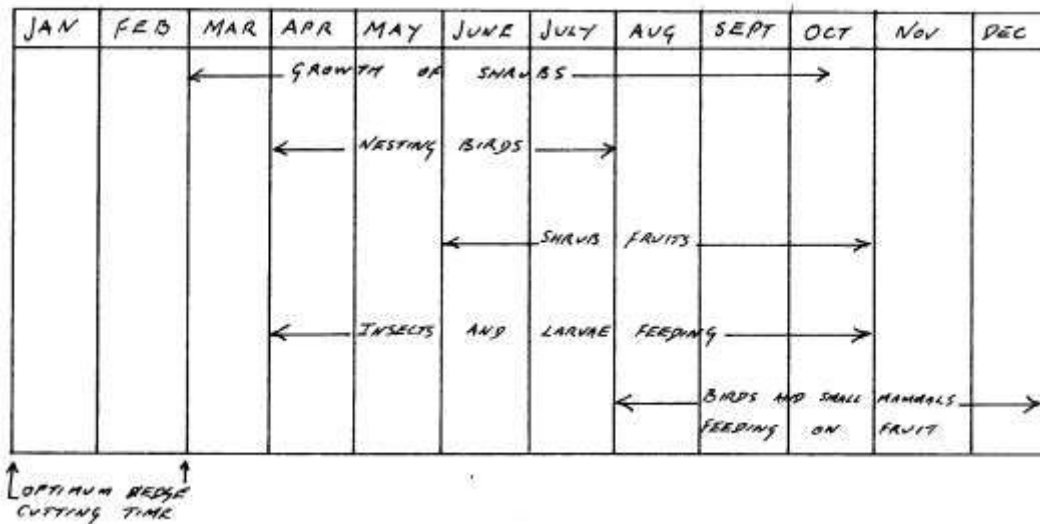 JAN FEB MAR APR MAY JUNE JULY AUG SEPT OCT NOV DEC
GROWTH OF SHRUBS
NESTING BIRDS
SHRUB FRUITS
INSECTS AND LARVAE FEEDING
BIRDS AND SMALL MAMMALS
FEEDING ON FRUIT
OPTIMUM HEDGE
CUTTING TIME